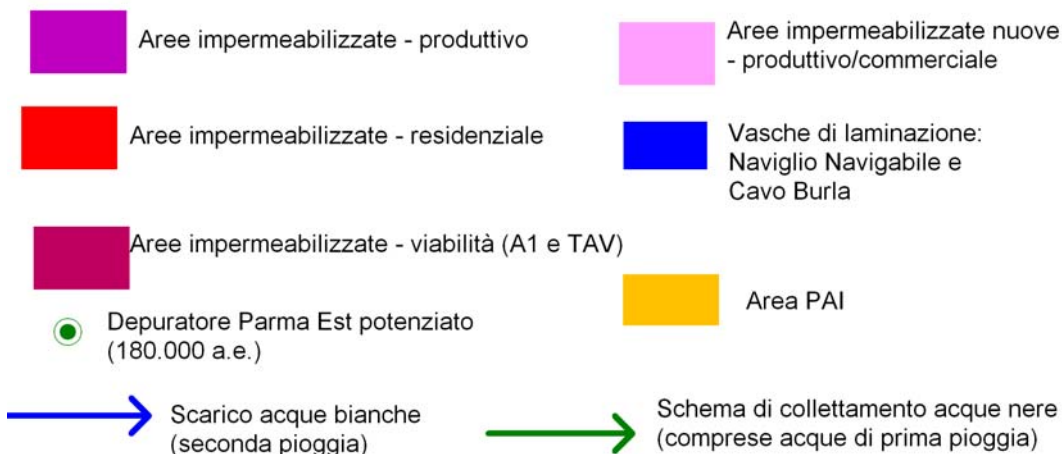 Aree impermeabilizzate - produttivo
Aree impermeabilizzate nuove
- produttivo/commerciale
Aree impermeabilizzate - residenziale
Vasche di laminazione:
Naviglio Navigabile e
Cavo Burla
Aree impermeabilizzate - viabilità (A1 e TAV)
Area PAI
Depuratore Parma Est potenziato
(180.000 a.e.)
Scarico acque bianche
(seconda pioggia)
Schema di collettamento acque nere
(comprese acque di prima pioggia)